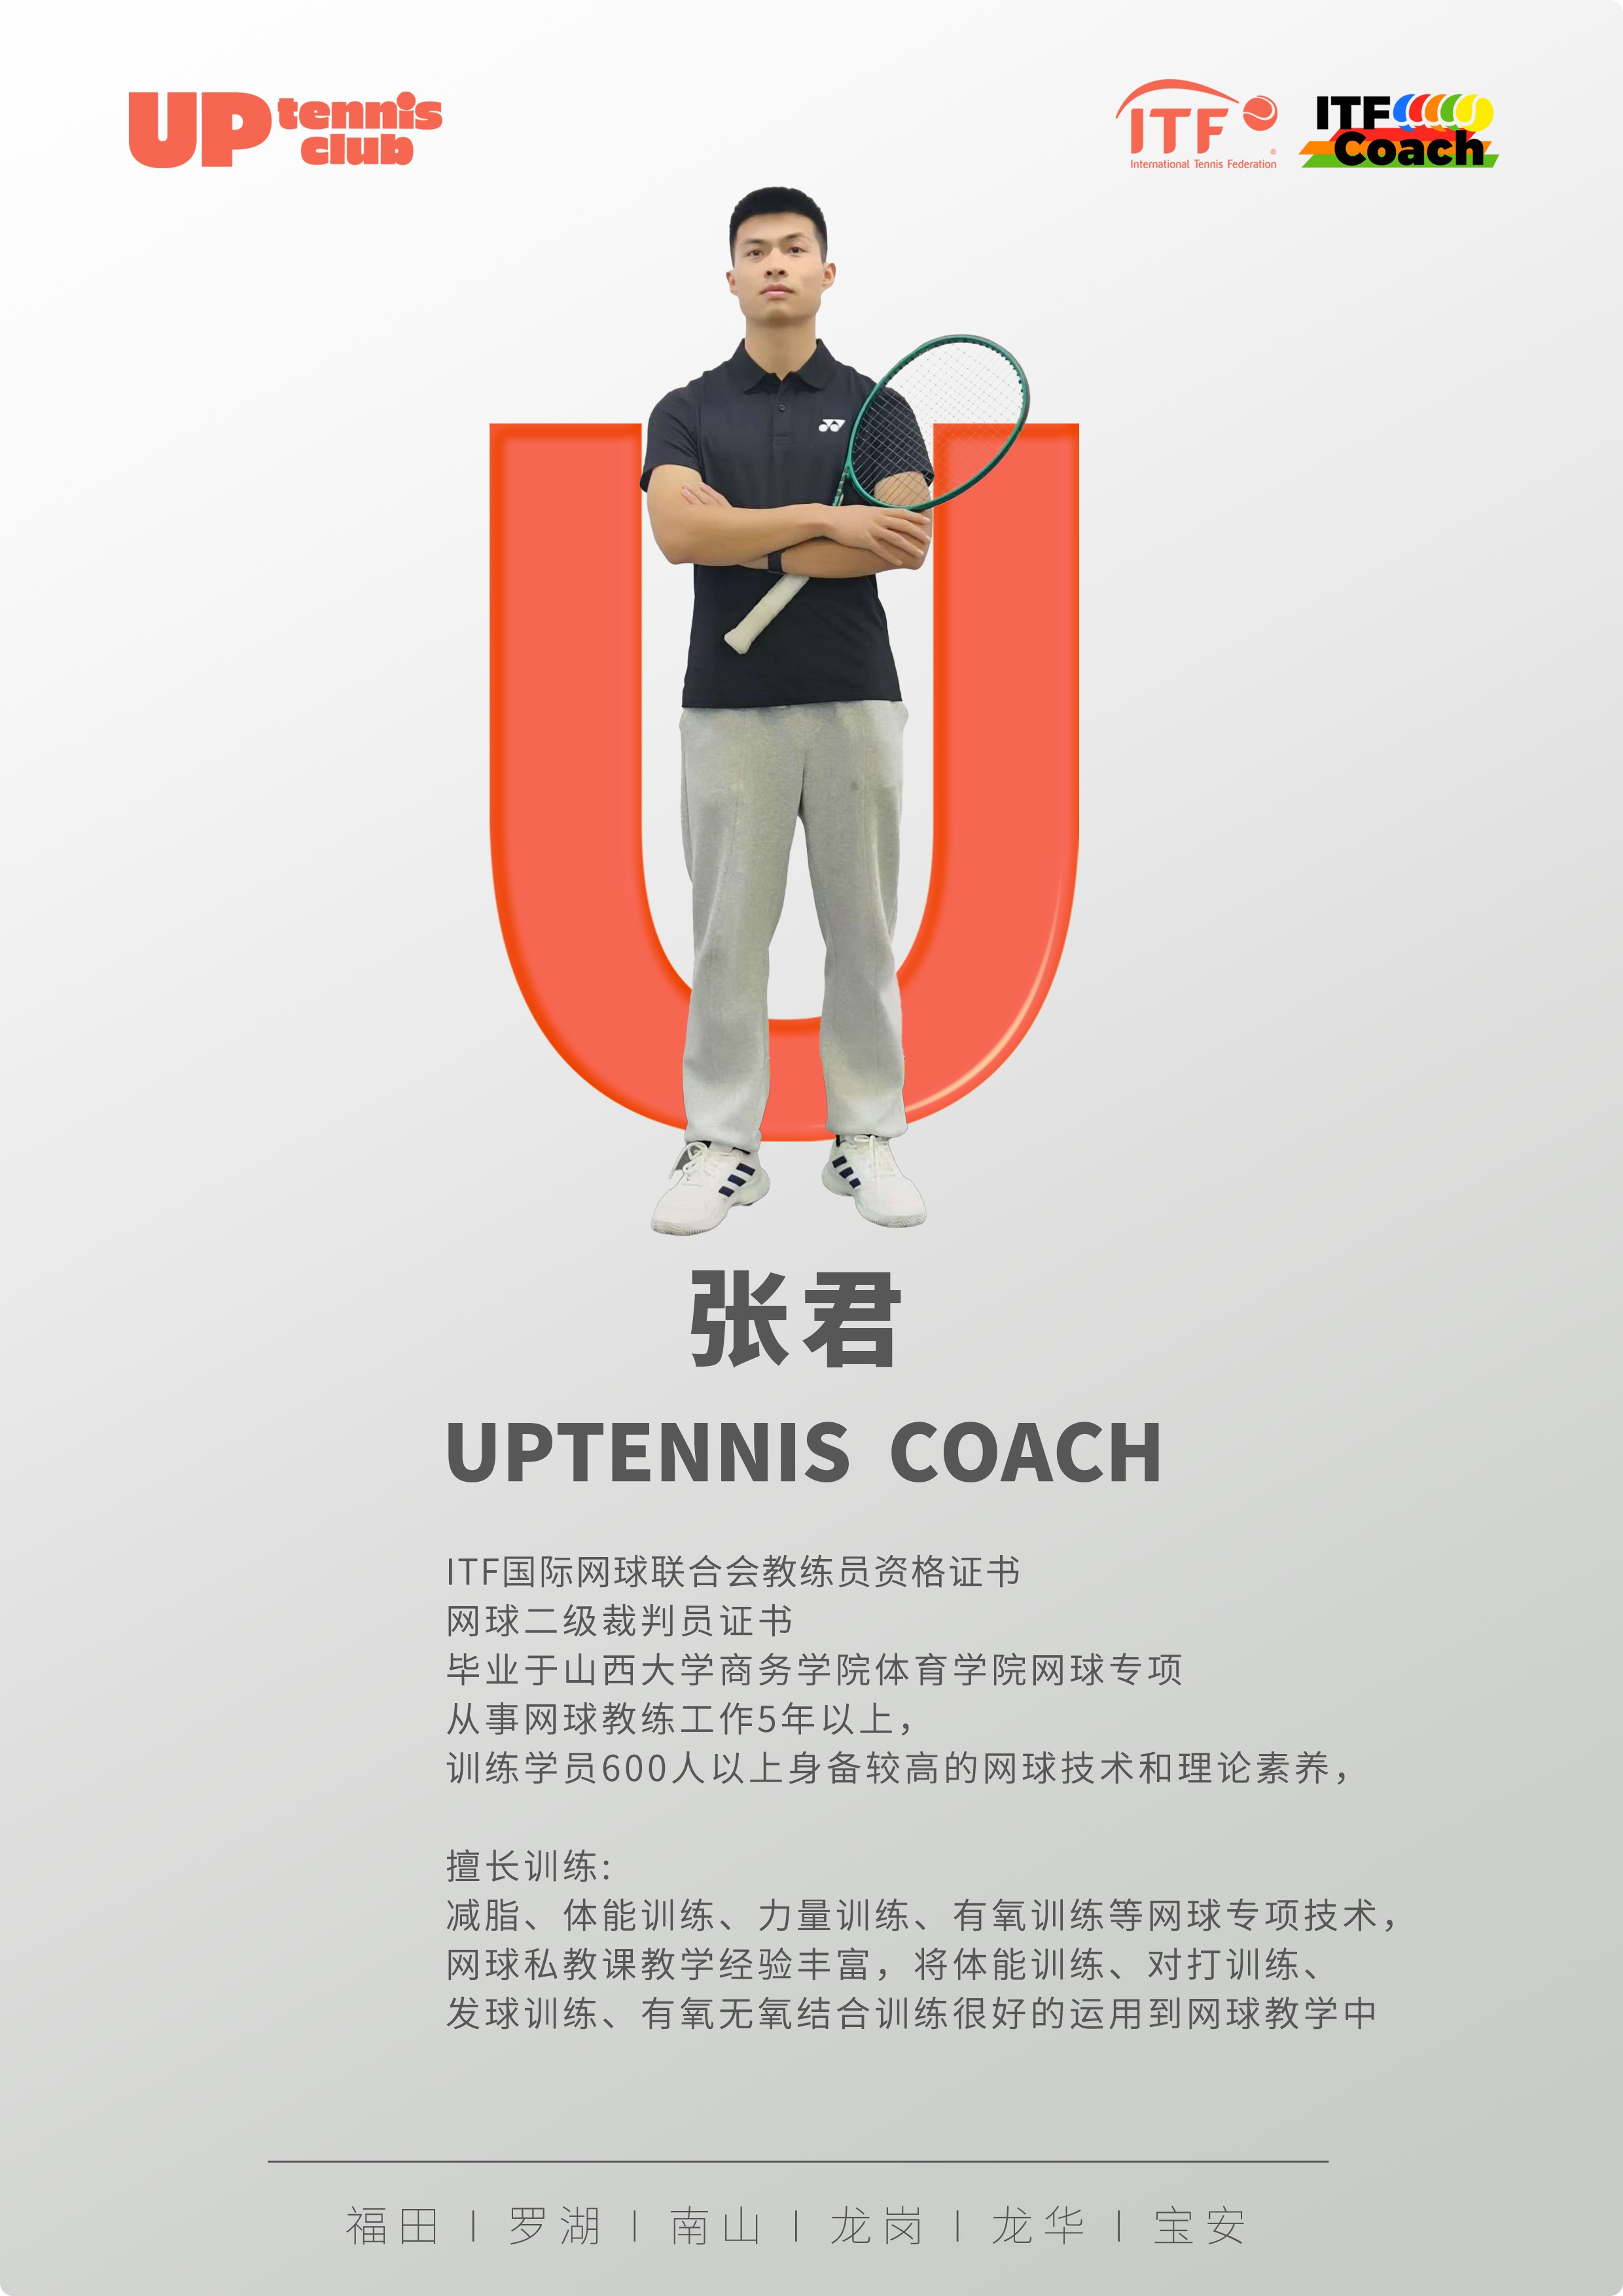 UP tennis club
ITF
International Tennis Federation
ITF Coach
张君
UPTENNIS COACH
ITF国际网球联合会教练员资格证书
网球二级裁判员证书
毕业于山西大学商务学院体育学院网球专项
从事网球教练工作5年以上，
训练学员600人以上身备较高的网球技术和理论素养，
擅长训练:
减脂、体能训练、力量训练、有氧训练等网球专项技术，
网球私教课教学经验丰富，将体能训练、对打训练、
发球训练、有氧无氧结合训练很好的运用到网球教学中
福田 | 罗湖 | 南山 | 龙岗 | 龙华 | 宝安